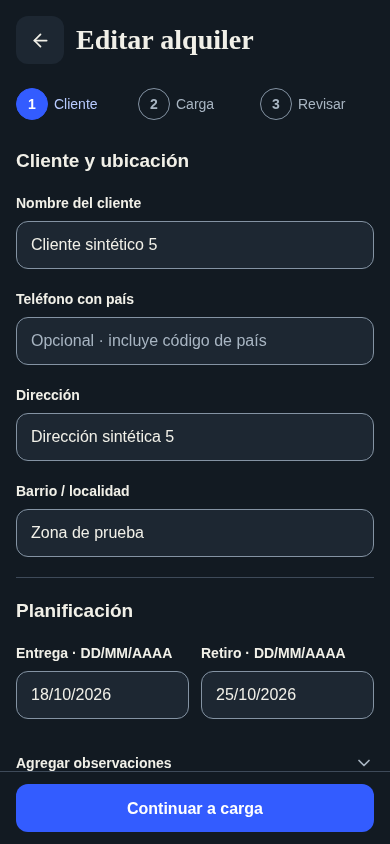 Editar alquiler
1 Cliente 2 Carga 3 Revisar
Cliente y ubicación
Nombre del cliente
Cliente sintético 5
Teléfono con país
Opcional · incluye código de país
Dirección
Dirección sintética 5
Barrio / localidad
Zona de prueba
Planificación
Entrega · DD/MM/AAAA Retiro · DD/MM/AAAA
18/10/2026 25/10/2026
Agregar observaciones
Continuar a carga